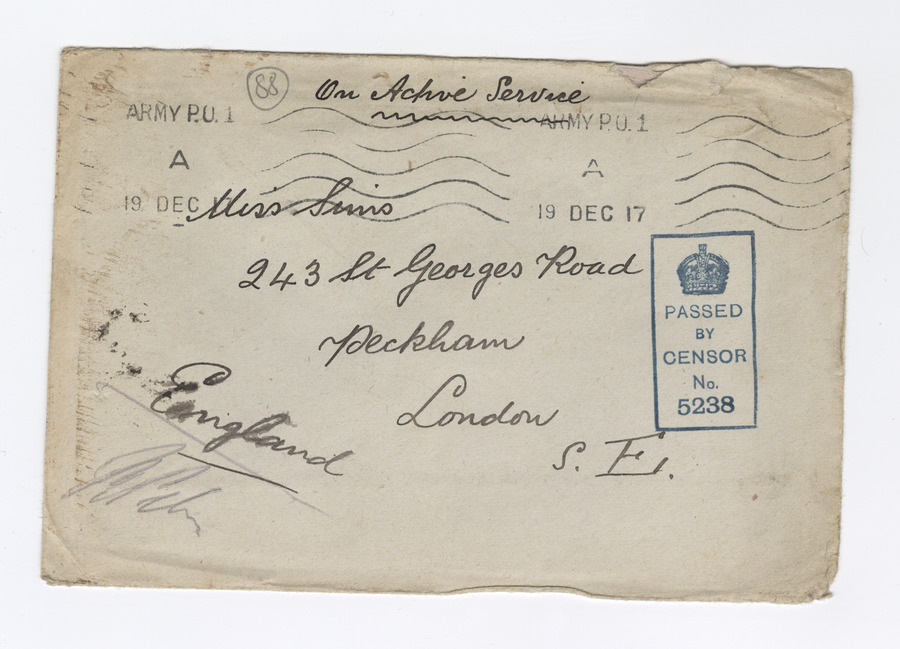 88
On Active Service
ARMY P.O. 1
ARMY P.O. 1
A
A
19 DEC
19 DEC 17
Miss Sims
243 St Georges Road
Peckham
London
S. E.
England
PASSED
BY
CENSOR
No.
5238